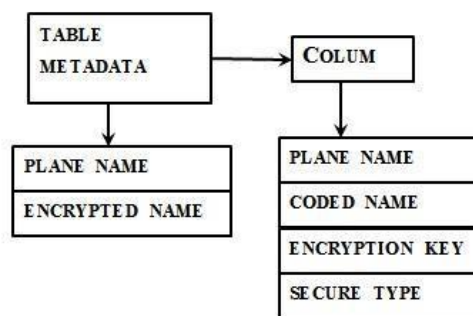 TABLE
METADATA
COLUM
PLANE NAME
ENCRYPTED NAME
PLANE NAME
CODED NAME
ENCRYPTION KEY
SECURE TYPE